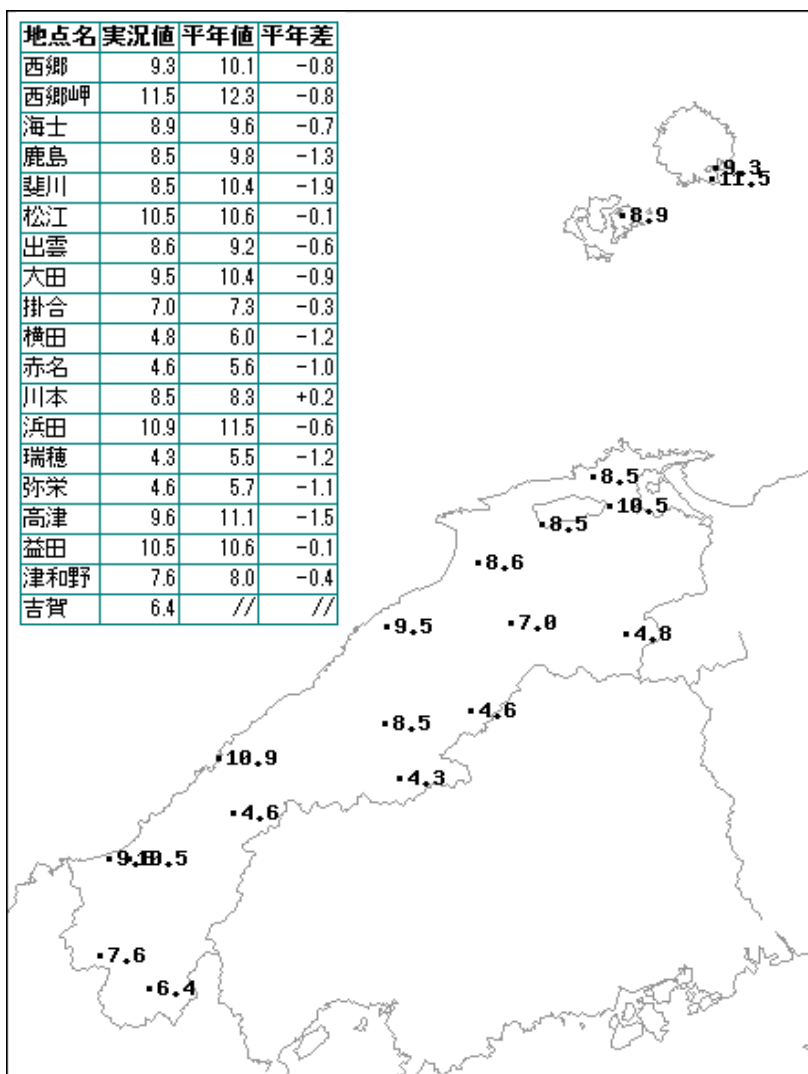 地点名 実況値 平年値 平年差
西郷 9.3 10.1 -0.8
西郷岬 11.5 12.3 -0.8
海士 8.9 9.6 -0.7
鹿島 8.5 9.8 -1.3
斐川 8.5 10.4 -1.9
松江 10.5 10.6 -0.1
出雲 8.6 9.2 -0.6
大田 9.5 10.4 -0.9
掛合 7.0 7.3 -0.3
横田 4.8 6.0 -1.2
赤名 4.6 5.6 -1.0
川本 8.5 8.3 +0.2
浜田 10.9 11.5 -0.6
瑞穂 4.3 5.5 -1.2
弥栄 4.6 5.7 -1.1
高津 9.6 11.1 -1.5
益田 10.5 10.6 -0.1
津和野 7.6 8.0 -0.4
吉賀 6.4 // //
9.3
11.5
8.9
8.5
10.5
8.5
8.6
9.5
7.0
4.8
4.6
8.5
10.9
4.3
4.6
10.5
7.6
6.4